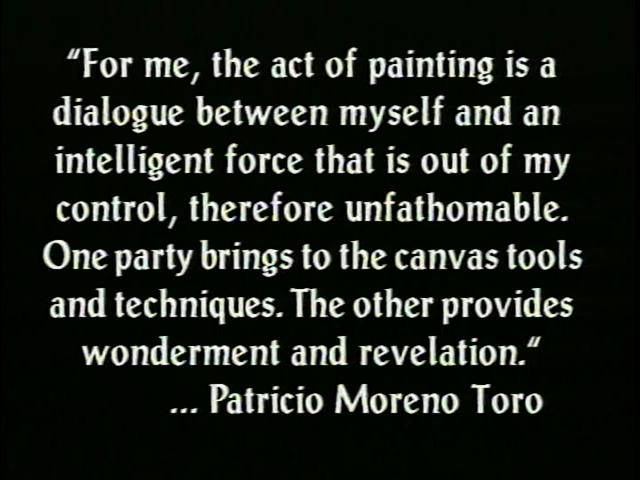 “For me, the act of painting is a
dialogue between myself and an
intelligent force that is out of my
control, therefore unfathomable.
One party brings to the canvas tools
and techniques. The other provides
wonderment and revelation.“
... Patricio Moreno Toro